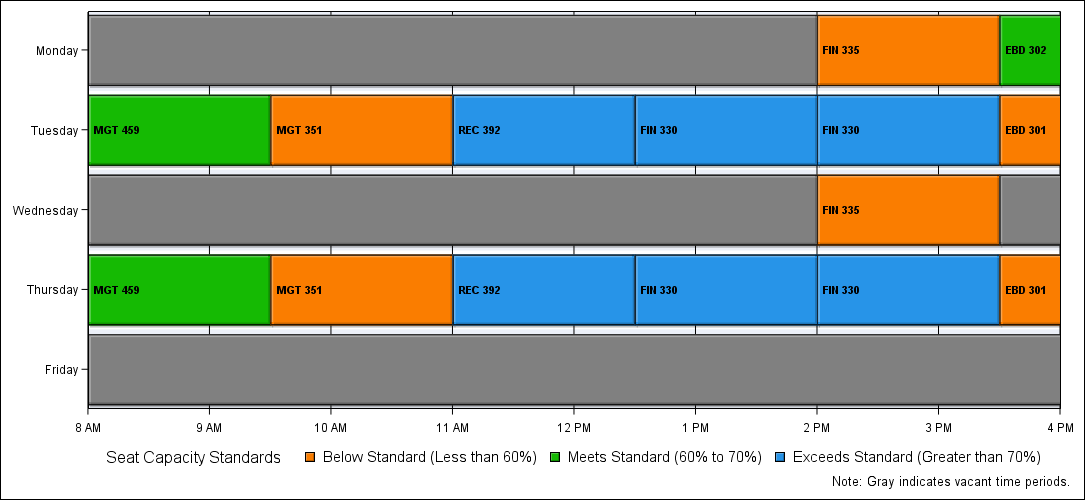 Monday
FIN 335
EBD 302
Tuesday
MGT 459
MGT 351
REC 392
FIN 330
FIN 330
EBD 301
Wednesday
FIN 335
Thursday
MGT 459
MGT 351
REC 392
FIN 330
FIN 330
EBD 301
Friday
8 AM 9 AM 10 AM 11 AM 12 PM 1 PM 2 PM 3 PM 4 PM
Seat Capacity Standards Below Standard (Less than 60%) Meets Standard (60% to 70%) Exceeds Standard (Greater than 70%)
Note: Gray indicates vacant time periods.